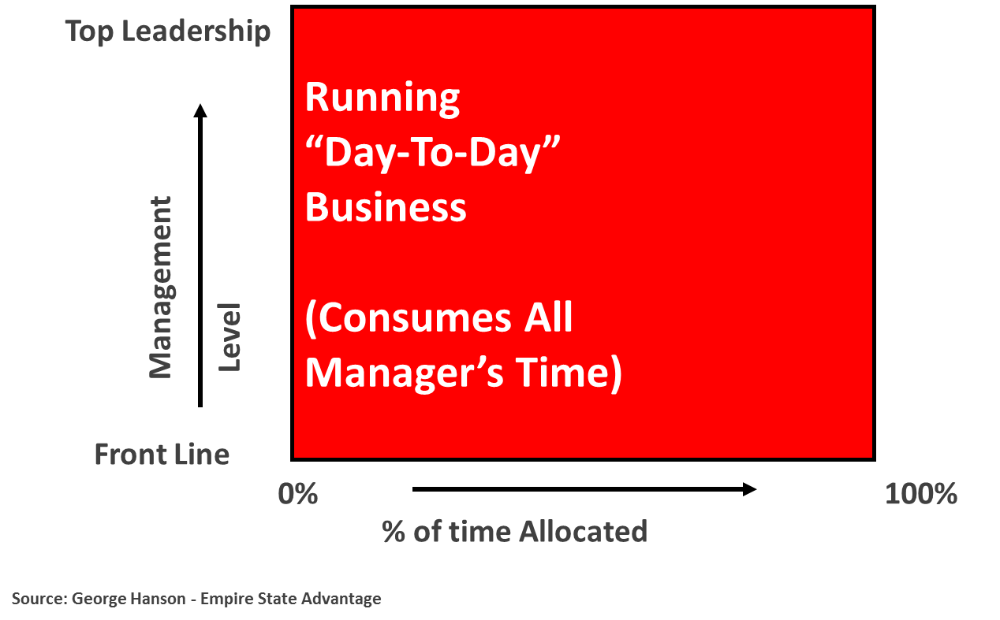 Top Leadership
Running
“Day-To-Day”
Business
(Consumes All
Manager’s Time)
Management
Level
Front Line
0%
100%
% of time Allocated
Source: George Hanson - Empire State Advantage